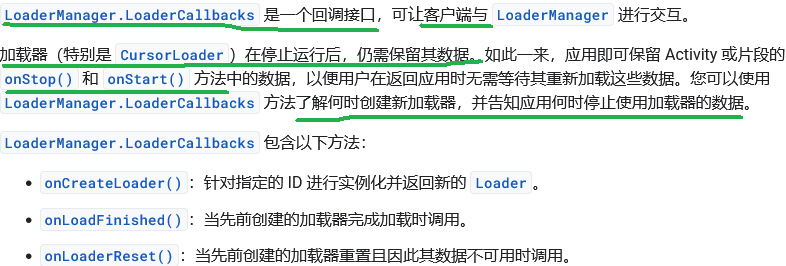 LoaderManager.LoaderCallbacks 是一个回调接口，可让客户端与 LoaderManager 进行交互。
加载器（特别是 CursorLoader）在停止运行后，仍需保留其数据。如此一来，应用即可保留 Activity 或片段的
onStop() 和 onStart() 方法中的数据，以便用户在返回应用时无需等待其重新加载这些数据。您可以使用
LoaderManager.LoaderCallbacks 方法了解何时创建新加载器，并告知应用何时停止使用加载器的数据。
LoaderManager.LoaderCallbacks 包含以下方法：
• onCreateLoader()：针对指定的 ID 进行实例化并返回新的 Loader。
• onLoadFinished()：当先前创建的加载器完成加载时调用。
• onLoaderReset()：当先前创建的加载器重置且因此其数据不可用时调用。